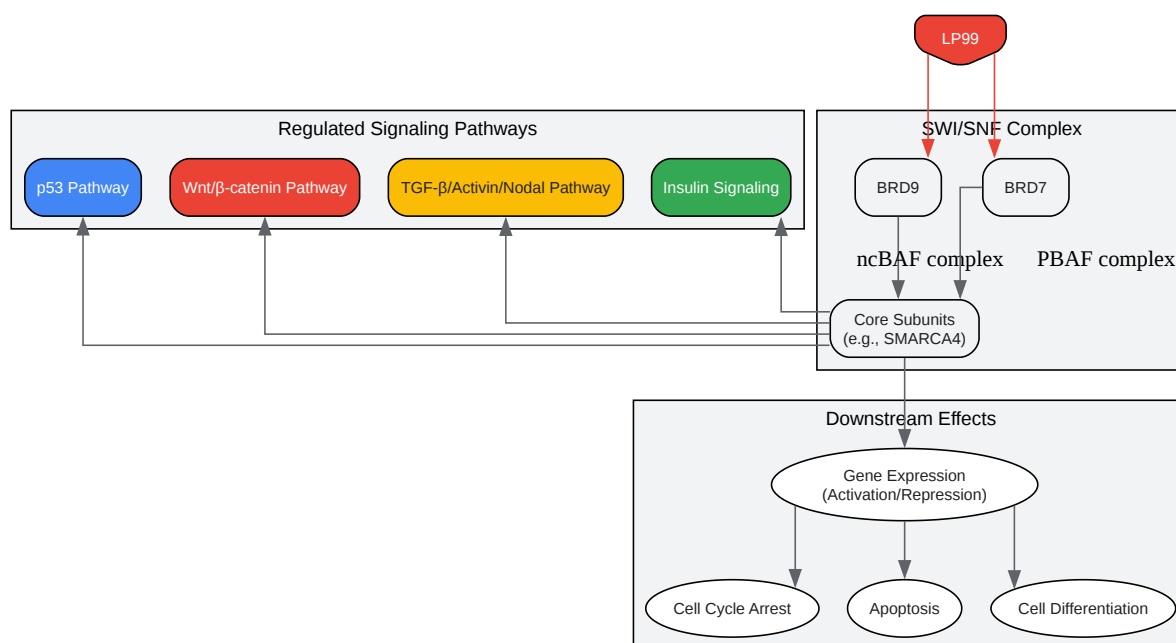 LP99
Regulated Signaling Pathways
SWI/SNF Complex
p53 Pathway
Wnt/β-catenin Pathway
TGF-β/Activin/Nodal Pathway
Insulin Signaling
BRD9
BRD7
ncBAF complex
PBAF complex
Core Subunits
(e.g., SMARCA4)
Downstream Effects
Gene Expression
(Activation/Repression)
Cell Cycle Arrest
Apoptosis
Cell Differentiation